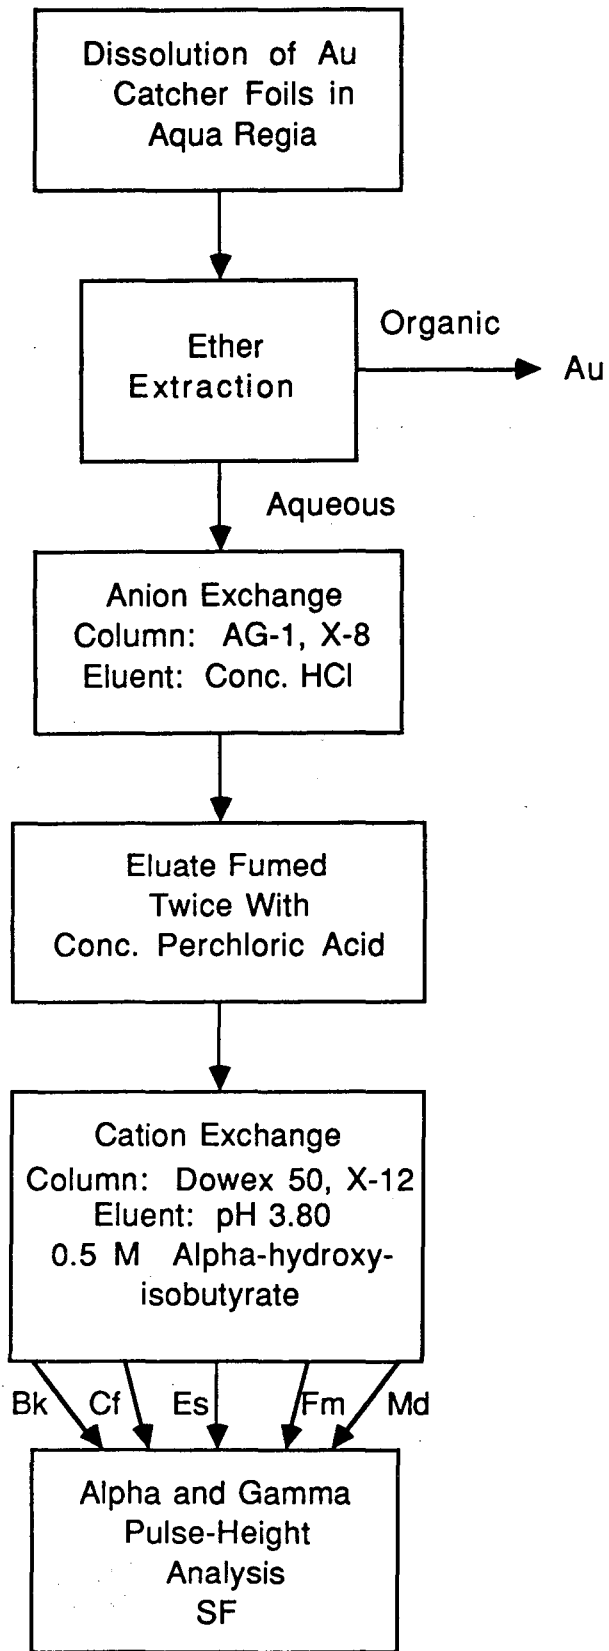 Dissolution of Au
Catcher Foils in
Aqua Regia
Ether
Extraction
Organic
Au
Aqueous
Anion Exchange
Column: AG-1, X-8
Eluent: Conc. HCl
Eluate Fumed
Twice With
Conc. Perchloric Acid
Cation Exchange
Column: Dowex 50, X-12
Eluent: pH 3.80
0.5 M Alpha-hydroxy-
isobutyrate
Bk Cf Es Fm Md
Alpha and Gamma
Pulse-Height
Analysis
SF